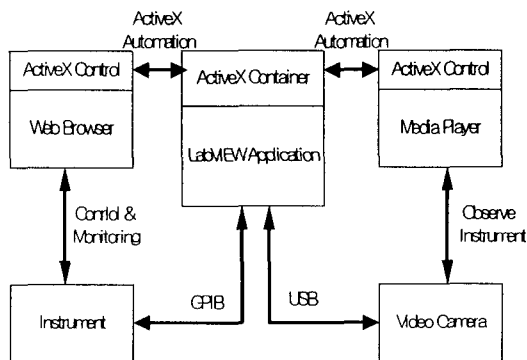 ActiveX
Automation
ActiveX
Automation
ActiveX Control
ActiveX Container
ActiveX Control
Web Browser
LabVIEW Application
Media Player
Contrlol &
Monitoring
Observe
Instrument
GPIB
USB
Instrument
Video Camera